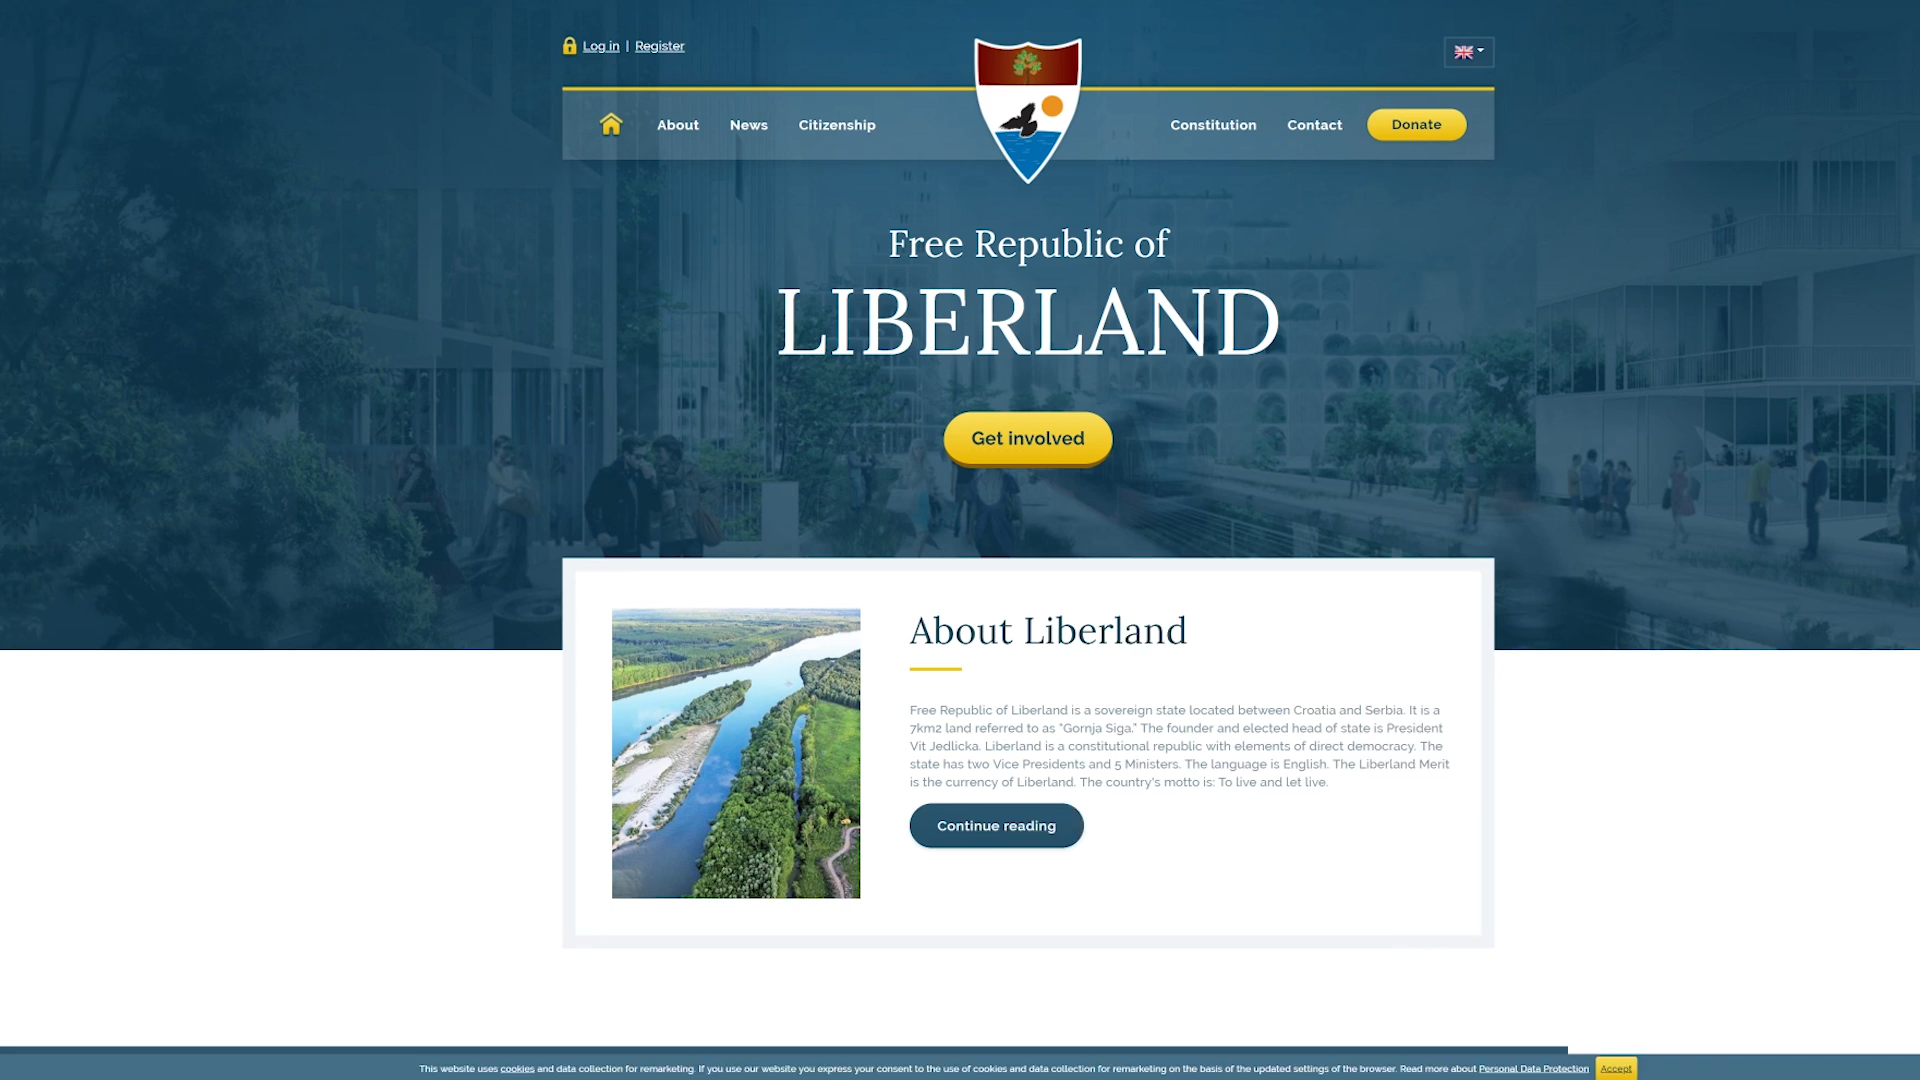 Log in | Register
About
News
Citizenship
Constitution
Contact
Donate
Free Republic of
LIBERLAND
Get involved
About Liberland
Free Republic of Liberland is a sovereign state located between Croatia and Serbia. It is a
7km2 land referred to as "Gornja Siga." The founder and elected head of state is President
Vit Jedlicka. Liberland is a constitutional republic with elements of direct democracy. The
state has two Vice Presidents and 5 Ministers. The language is English. The Liberland Merit
is the currency of Liberland. The country's motto is: To live and let live.
Continue reading
This website uses cookies and data collection for remarketing. If you use our website you express your consent to the use of cookies and data collection for remarketing on the basis of the updated settings of the browser. Read more about Personal Data Protection
Accept